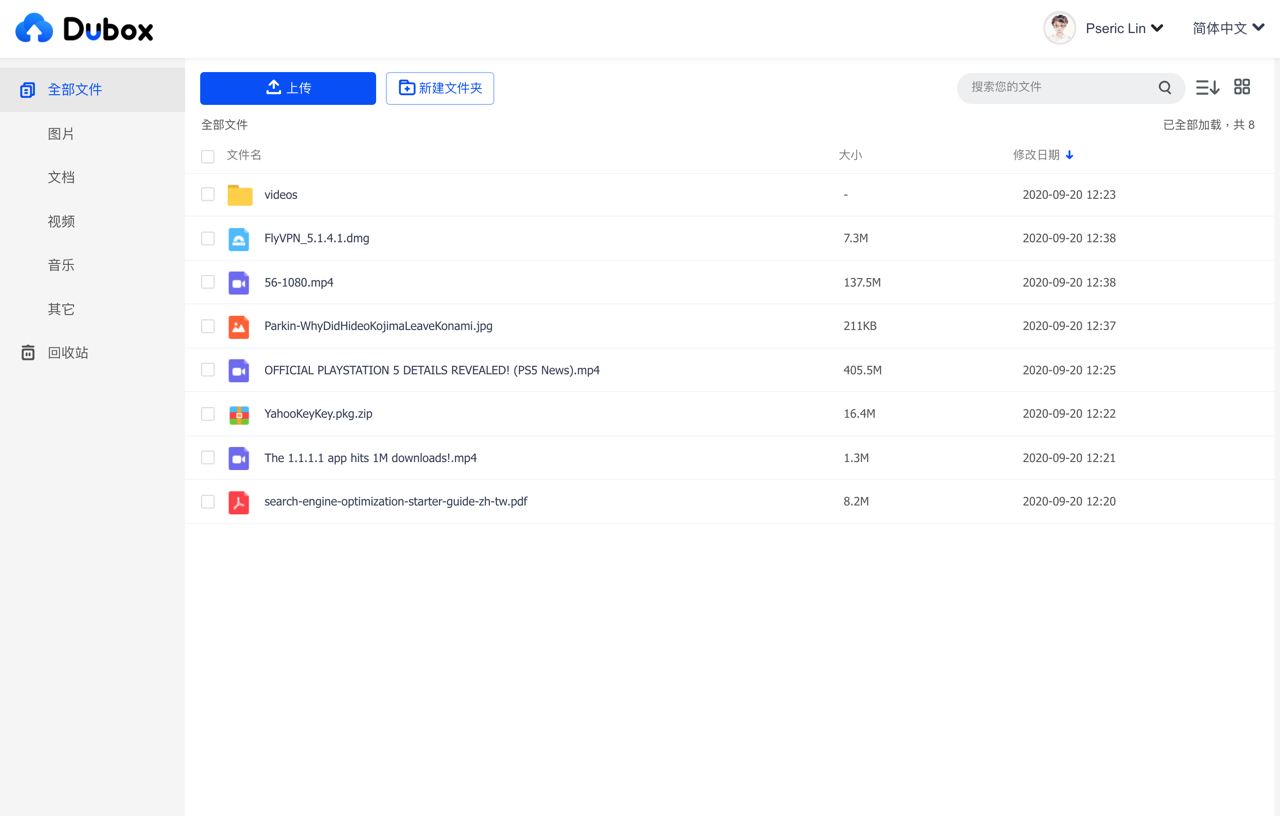 Dubox
Pseric Lin
简体中文
全部文件
图片
文档
视频
音乐
其它
回收站
上传
新建文件夹
搜索您的文件
全部文件
已全部加载，共 8
文件名 大小 修改日期
videos - 2020-09-20 12:23
FlyVPN_5.1.4.1.dmg 7.3M 2020-09-20 12:38
56-1080.mp4 137.5M 2020-09-20 12:38
Parkin-WhyDidHideoKojimaLeaveKonami.jpg 211KB 2020-09-20 12:37
OFFICIAL PLAYSTATION 5 DETAILS REVEALED! (PS5 News).mp4 405.5M 2020-09-20 12:25
YahooKeyKey.pkg.zip 16.4M 2020-09-20 12:22
The 1.1.1.1 app hits 1M downloads!.mp4 1.3M 2020-09-20 12:21
search-engine-optimization-starter-guide-zh-tw.pdf 8.2M 2020-09-20 12:20